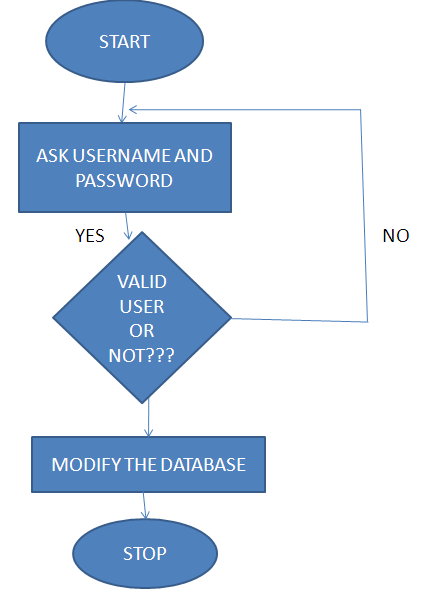 START
ASK USERNAME AND
PASSWORD
YES
NO
VALID
USER
OR
NOT???
MODIFY THE DATABASE
STOP